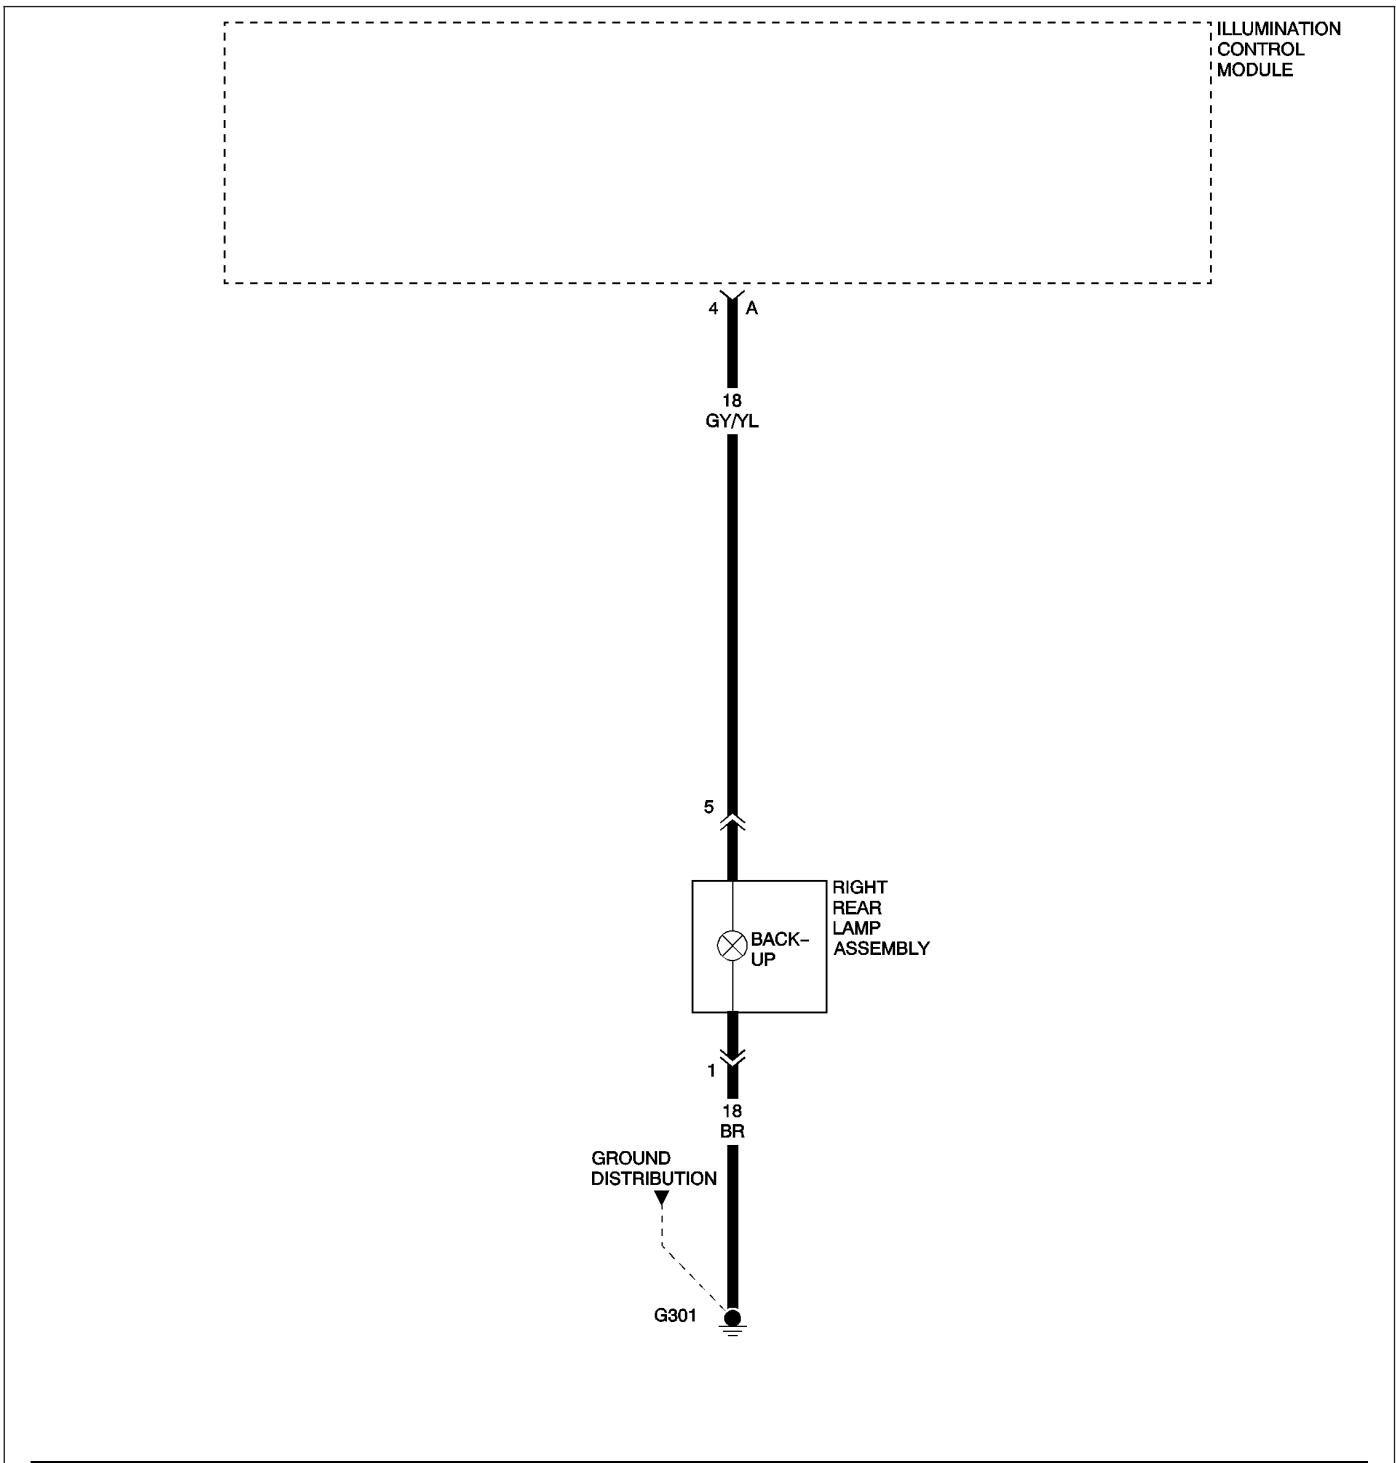 ILLUMINATION
CONTROL
MODULE
4 A
18
GY/YL
5
RIGHT
REAR
LAMP
ASSEMBLY
BACK-
UP
1
18
BR
GROUND
DISTRIBUTION
G301